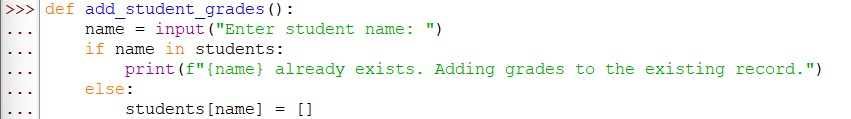 >>> def add_student_grades():
...     name = input("Enter student name: ")
...     if name in students:
...         print(f"{name} already exists. Adding grades to the existing record.")
...     else:
...         students[name] = []